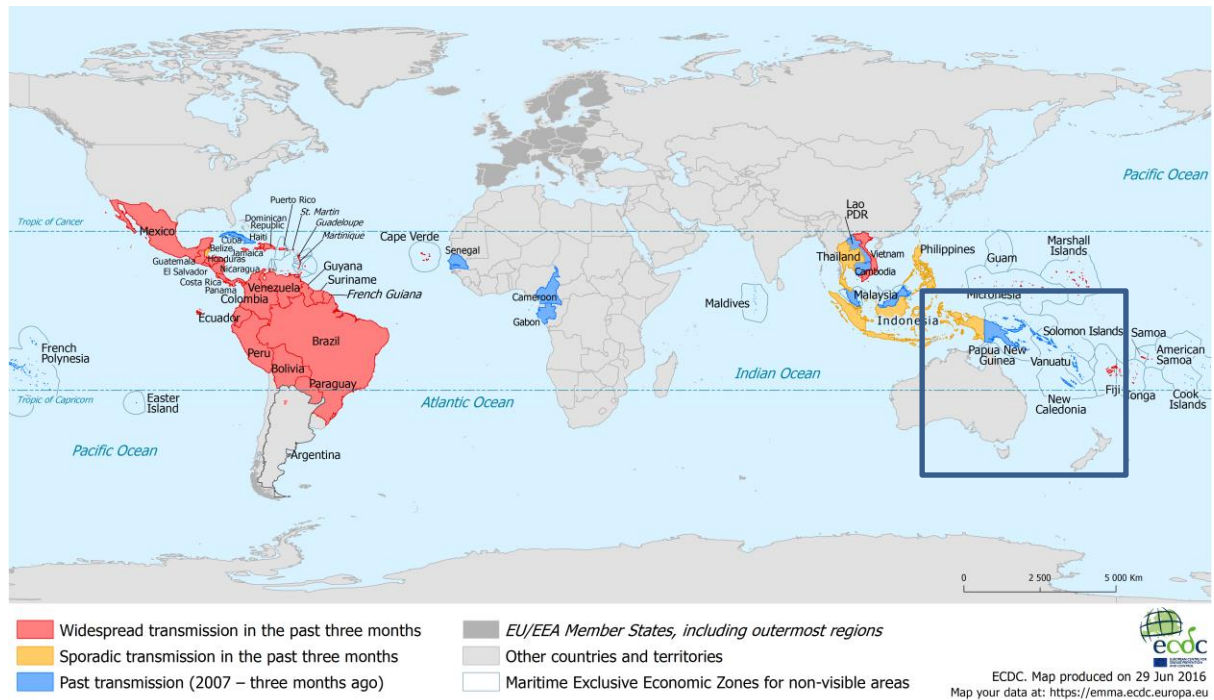 Pacific Ocean
Tropic of Cancer
Mexico
Cuba
Dominican
Republic
Haiti
Puerto Rico
St. Martin
Guadeloupe
Martinique
Belize
Jamaica
Guatemala
Honduras
El Salvador
Nicaragua
Costa Rica
Panama
Venezuela
Colombia
Guyana
Suriname
French Guiana
Ecuador
Peru
Brazil
Bolivia
Paraguay
Argentina
Cape Verde
Senegal
Cameroon
Gabon
Maldives
Lao
PDR
Thailand
Vietnam
Cambodia
Philippines
Malaysia
Indonesia
Guam
Marshall
Islands
Micronesia
Papua New
Guinea
Solomon Islands
Vanuatu
New
Caledonia
Fiji
Tonga
Samoa
American
Samoa
Cook
Islands
French
Polynesia
Tropic of Capricorn
Easter
Island
Pacific Ocean
Atlantic Ocean
Indian Ocean
0 2 500 5 000 Km
Widespread transmission in the past three months
Sporadic transmission in the past three months
Past transmission (2007 – three months ago)
EU/EEA Member States, including outermost regions
Other countries and territories
Maritime Exclusive Economic Zones for non-visible areas
ecdc
EUROPEAN CENTRE FOR
DISEASE PREVENTION
AND CONTROL
ECDC. Map produced on 29 Jun 2016
Map your data at: https://emma.ecdc.europa.eu